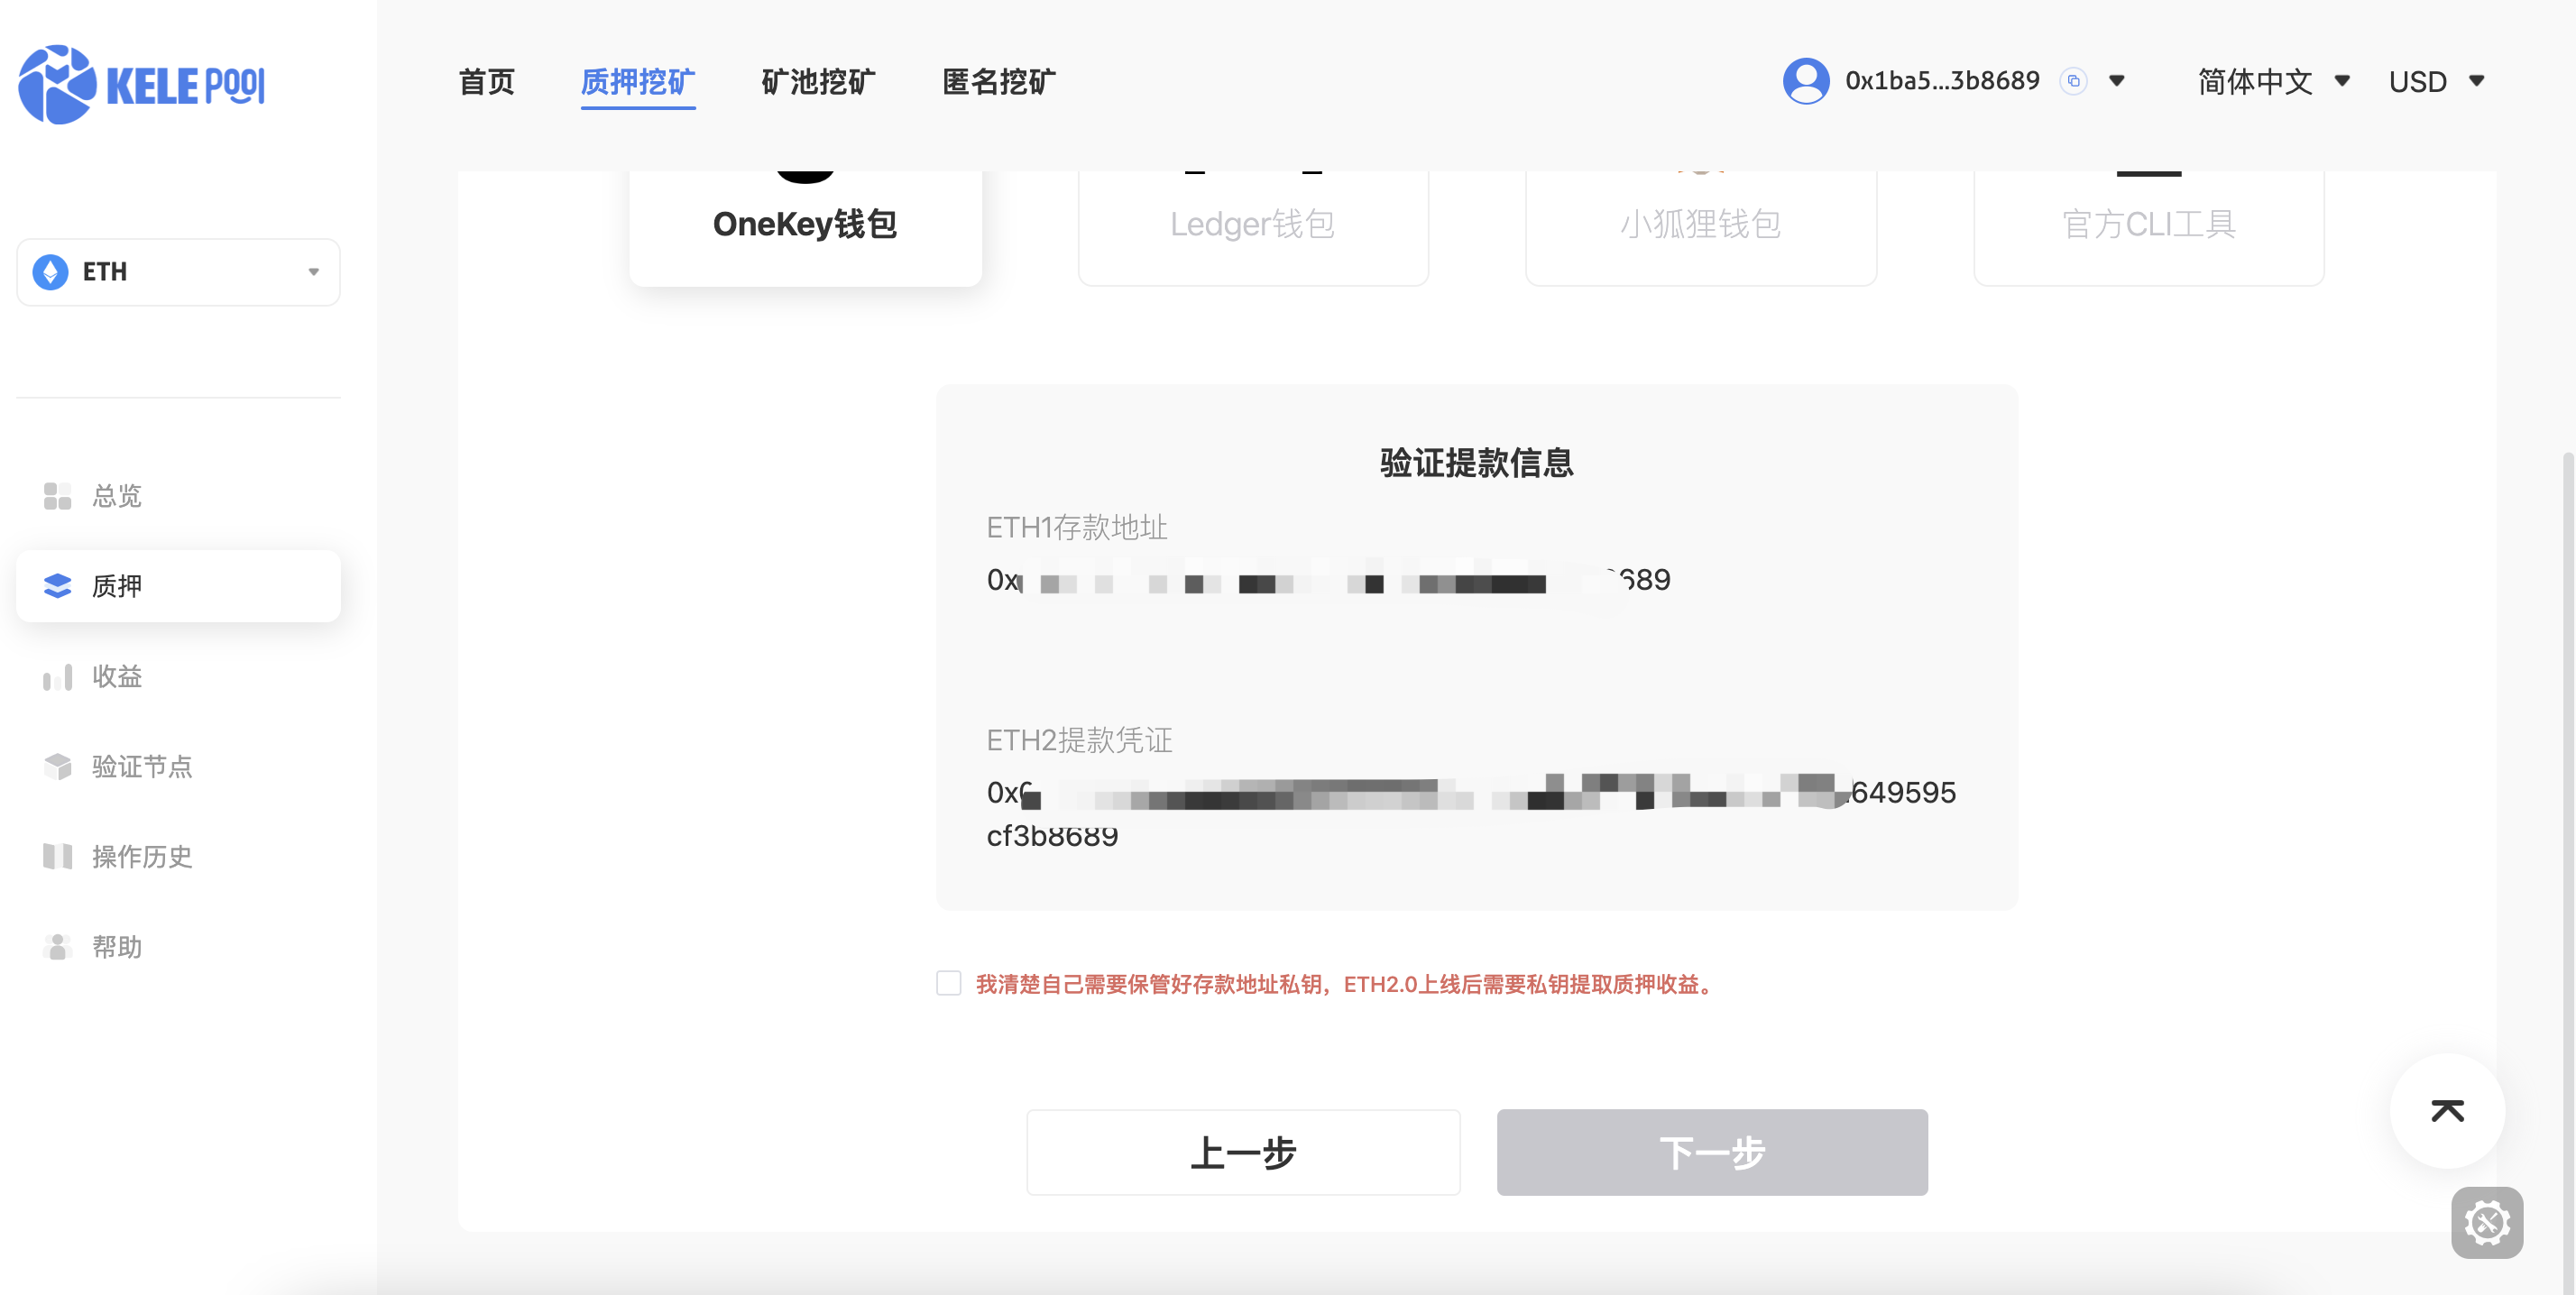 KELE POOL
首页
质押挖矿
矿池挖矿
匿名挖矿
0x1ba5...3b8689
简体中文
USD
ETH
总览
质押
收益
验证节点
操作历史
帮助
OneKey钱包
Ledger钱包
小狐狸钱包
官方CLI工具
验证提款信息
ETH1存款地址
0x 689
ETH2提款凭证
0x 649595
cf3b8689
我清楚自己需要保管好存款地址私钥，ETH2.0上线后需要私钥提取质押收益。
上一步
下一步